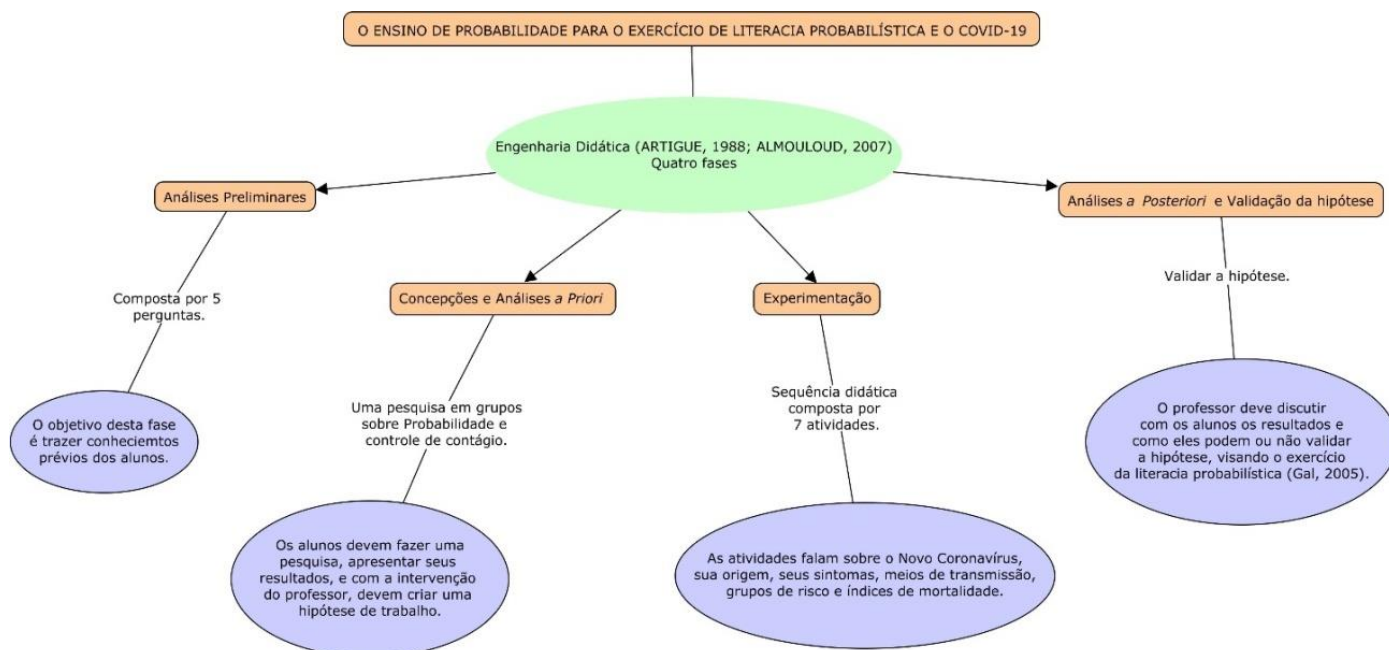 O ENSINO DE PROBABILIDADE PARA O EXERCÍCIO DE LITERACIA PROBABILÍSTICA E O COVID-19
Engenharia Didática (ARTIGUE, 1988; ALMOULOUD, 2007)
Quatro fases
Análises Preliminares
Composta por 5
perguntas.
O objetivo desta fase
é trazer conheciemtos
prévios dos alunos.
Concepções e Análises a Priori
Uma pesquisa em grupos
sobre Probabilidade e
controle de contágio.
Os alunos devem fazer uma
pesquisa, apresentar seus
resultados, e com a intervenção
do professor, devem criar uma
hipótese de trabalho.
Experimentação
Sequência didática
composta por
7 atividades.
As atividades falam sobre o Novo Coronavírus,
sua origem, seus sintomas, meios de transmissão,
grupos de risco e índices de mortalidade.
Análises a Posteriori e Validação da hipótese
Validar a hipótese.
O professor deve discutir
com os alunos os resultados e
como eles podem ou não validar
a hipótese, visando o exercício
da literacia probabilística (Gal, 2005).